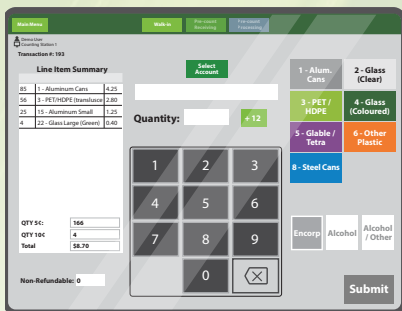 Main Menu
Walk-in
Pre-count
Receiving
Pre-count
Processing
Demo User
Counting Station 1
Transaction #: 193
Line Item Summary
85 1 - Aluminum Cans 4.25
56 3 - PET/HDPE (translusce 2.80
25 15 - Aluminum Small 1.25
4 22 - Glass Large (Green) 0.40
QTY 5¢: 166
QTY 10¢ 4
Total $8.70
Non-Refundable: 0
Select
Account
Quantity:
+ 12
1 2 3
4 5 6
7 8 9
0
1 - Alum.
Cans
2 - Glass
(Clear)
3 - PET /
HDPE
4 - Glass
(Coloured)
5 - Glable /
Tetra
6 - Other
Plastic
8 - Steel Cans
Encorp
Alcohol
Alcohol
/ Other
Submit